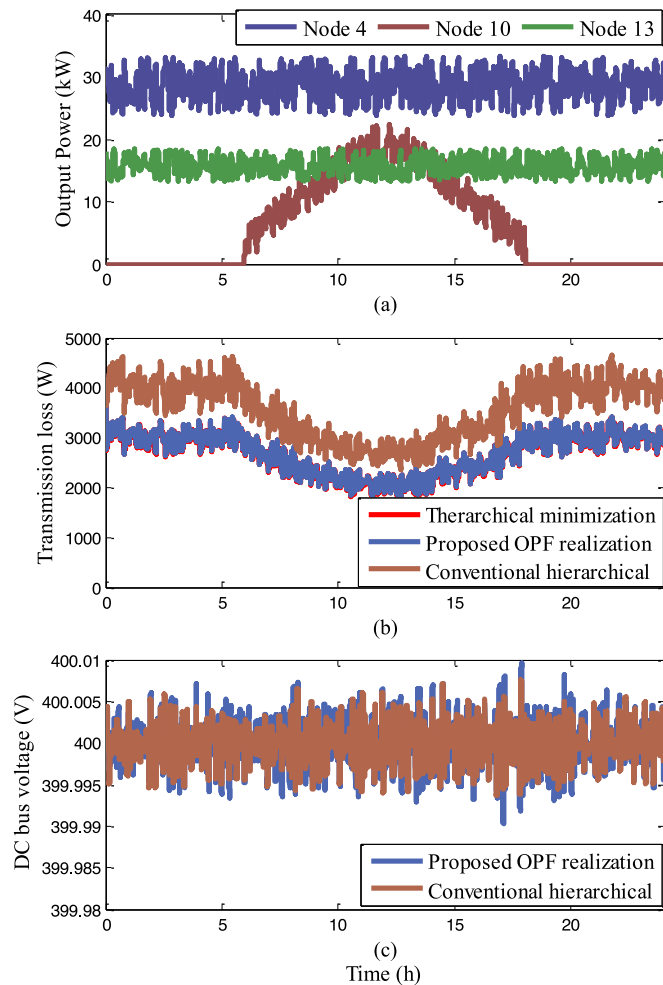 40
30
20
10
0
Output Power (kW)
Node 4 Node 10 Node 13
0 5 10 15 20
(a)
5000
4000
3000
2000
1000
0
Transmission loss (W)
Therarchical minimization
Proposed OPF realization
Conventional hierarchical
0 5 10 15 20
(b)
400.01
400.005
400
399.995
399.99
399.985
399.98
DC bus voltage (V)
Proposed OPF realization
Conventional hierarchical
0 5 10 15 20
(c)
Time (h)